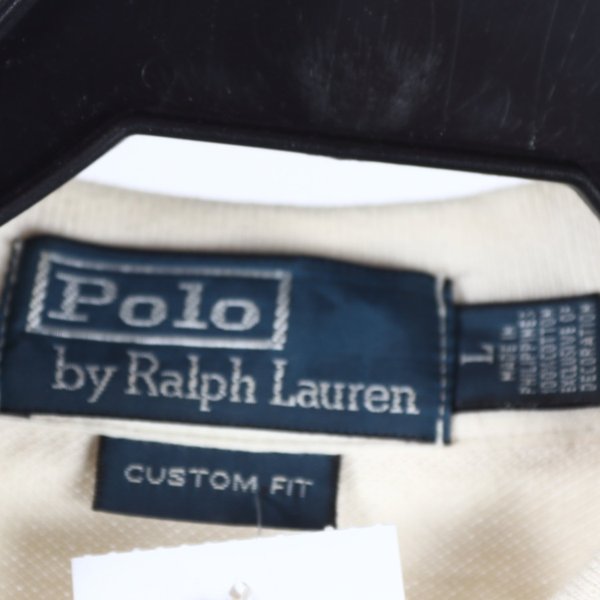 Polo
by Ralph Lauren
CUSTOM FIT
L
MADE IN
PHILIPPINES
100% COTTON
EXCLUSIVE OF
DECORATION